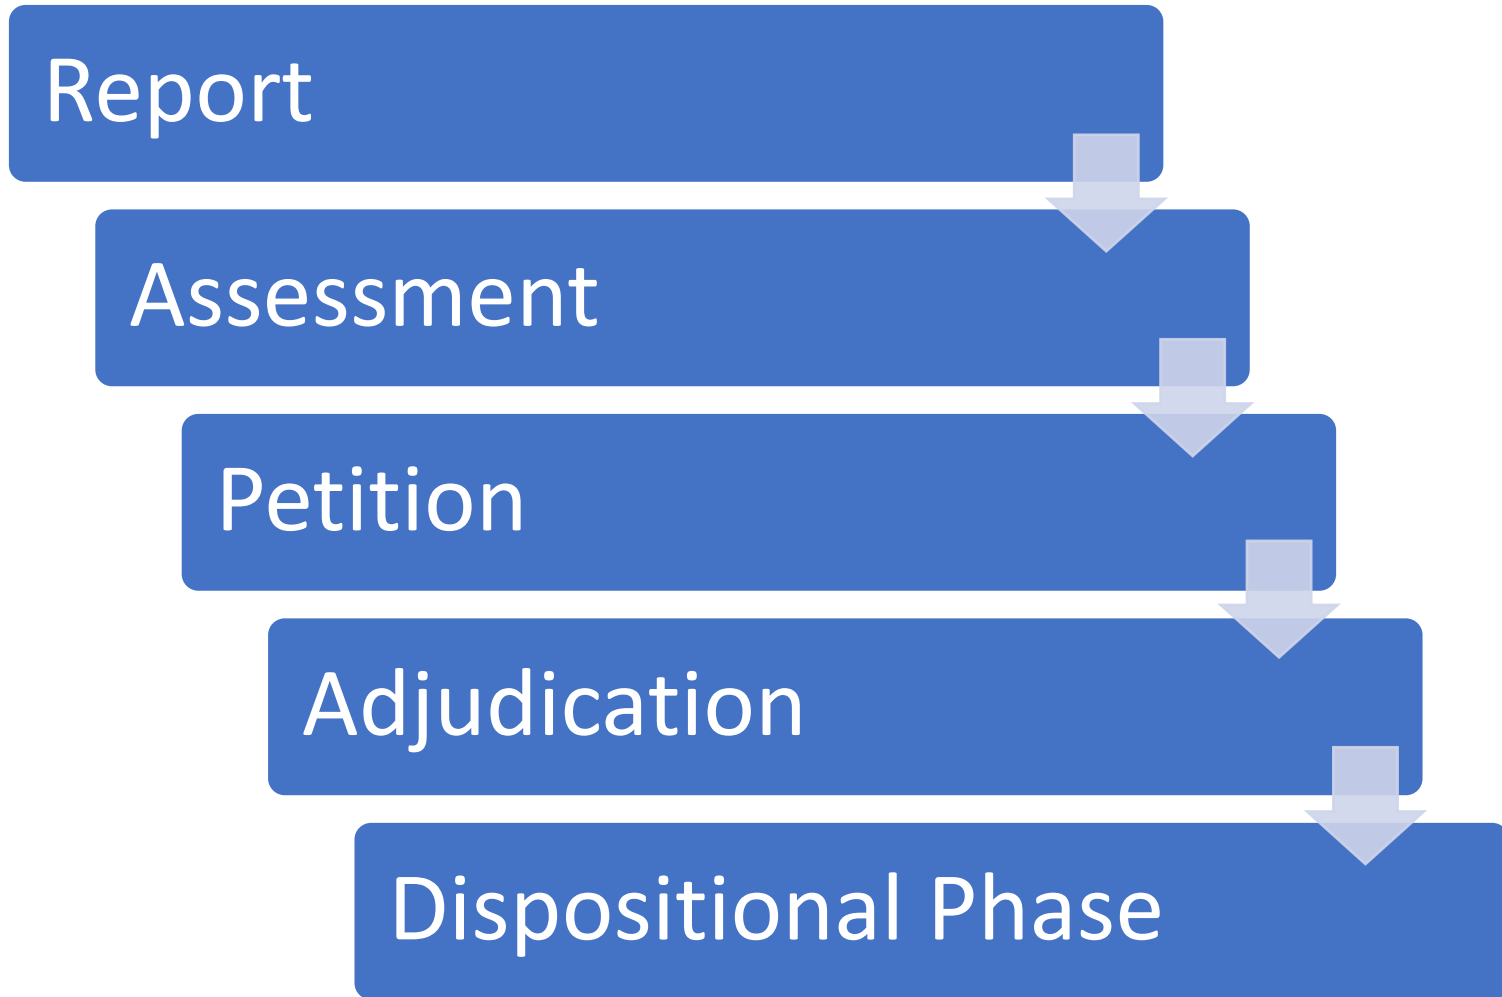 Report
Assessment
Petition
Adjudication
Dispositional Phase